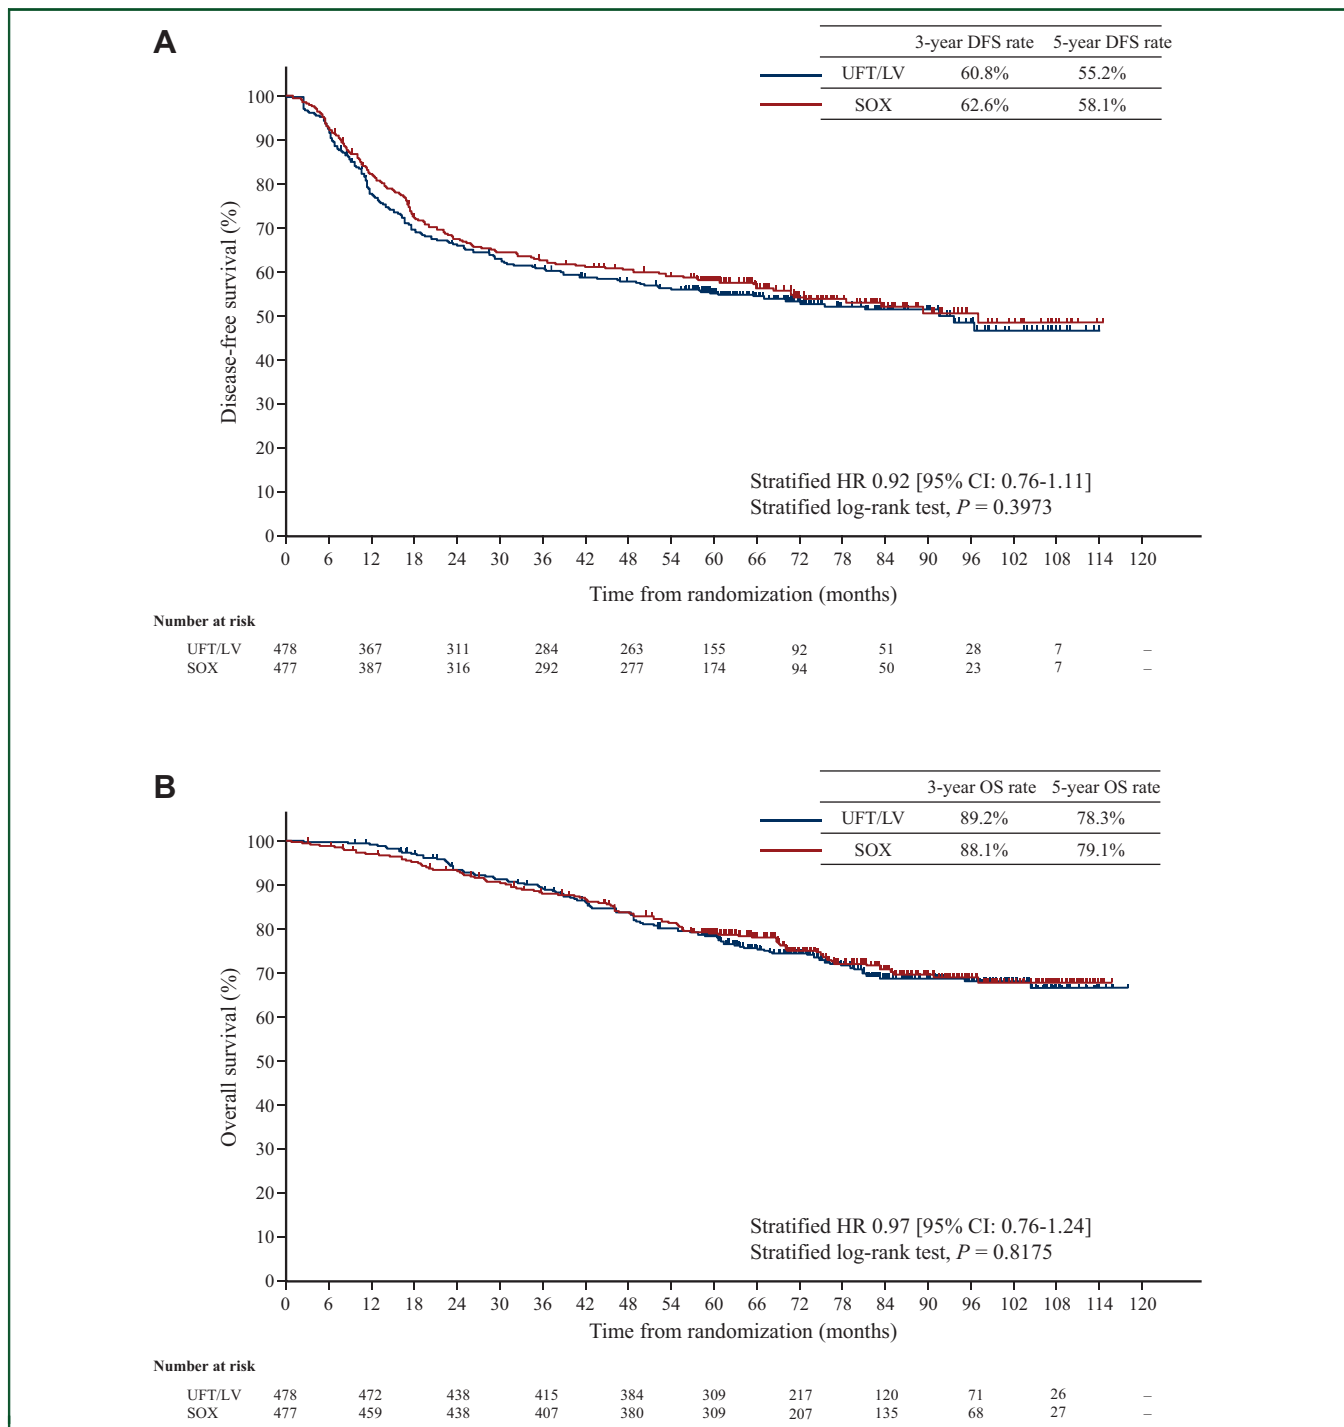 A
3-year DFS rate 5-year DFS rate
UFT/LV 60.8% 55.2%
SOX 62.6% 58.1%
100
90
80
70
60
50
40
30
20
10
0
Disease-free survival (%)
Stratified HR 0.92 [95% CI: 0.76-1.11]
Stratified log-rank test, P = 0.3973
0 6 12 18 24 30 36 42 48 54 60 66 72 78 84 90 96 102 108 114 120
Time from randomization (months)
Number at risk
UFT/LV 478 367 311 284 263 155 92 51 28 7 –
SOX 477 387 316 292 277 174 94 50 23 7 –
B
3-year OS rate 5-year OS rate
UFT/LV 89.2% 78.3%
SOX 88.1% 79.1%
100
90
80
70
60
50
40
30
20
10
0
Overall survival (%)
Stratified HR 0.97 [95% CI: 0.76-1.24]
Stratified log-rank test, P = 0.8175
0 6 12 18 24 30 36 42 48 54 60 66 72 78 84 90 96 102 108 114 120
Time from randomization (months)
Number at risk
UFT/LV 478 472 438 415 384 309 217 120 71 26 –
SOX 477 459 438 407 380 309 207 135 68 27 –